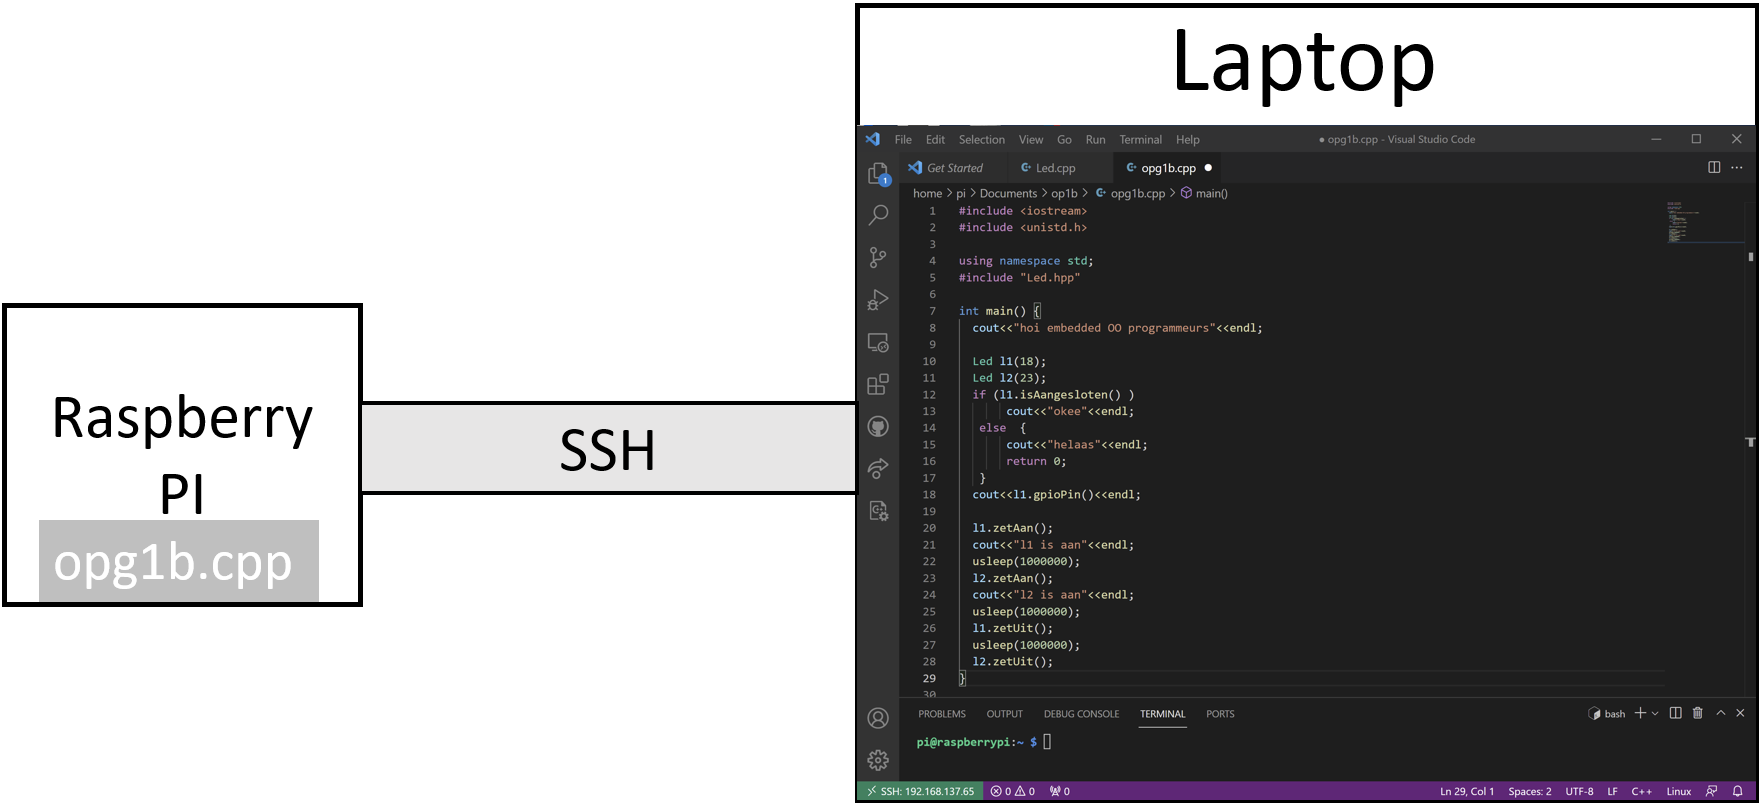 Laptop
File Edit Selection View Go Run Terminal Help ● opg1b.cpp - Visual Studio Code
1 Get Started Led.cpp opg1b.cpp ●
home > pi > Documents > op1b > opg1b.cpp > main()
1 #include <iostream>
2 #include <unistd.h>
3
4 using namespace std;
5 #include "Led.hpp"
6
7 int main() {
8 cout<<"hoi embedded OO programmeurs"<<endl;
9
10 Led l1(18);
11 Led l2(23);
12 if (l1.isAangesloten() )
13 cout<<"okee"<<endl;
14 else {
15 cout<<"helaas"<<endl;
16 return 0;
17 }
18 cout<<l1.gpioPin()<<endl;
19
20 l1.zetAan();
21 cout<<"l1 is aan"<<endl;
22 usleep(1000000);
23 l2.zetAan();
24 cout<<"l2 is aan"<<endl;
25 usleep(1000000);
26 l1.zetUit();
27 usleep(1000000);
28 l2.zetUit();
29 }
30
PROBLEMS OUTPUT DEBUG CONSOLE TERMINAL PORTS bash
pi@raspberrypi:~ $
SSH: 192.168.137.65 0 0 0 Ln 29, Col 1 Spaces: 2 UTF-8 LF C++ Linux
Raspberry
PI
opg1b.cpp
SSH